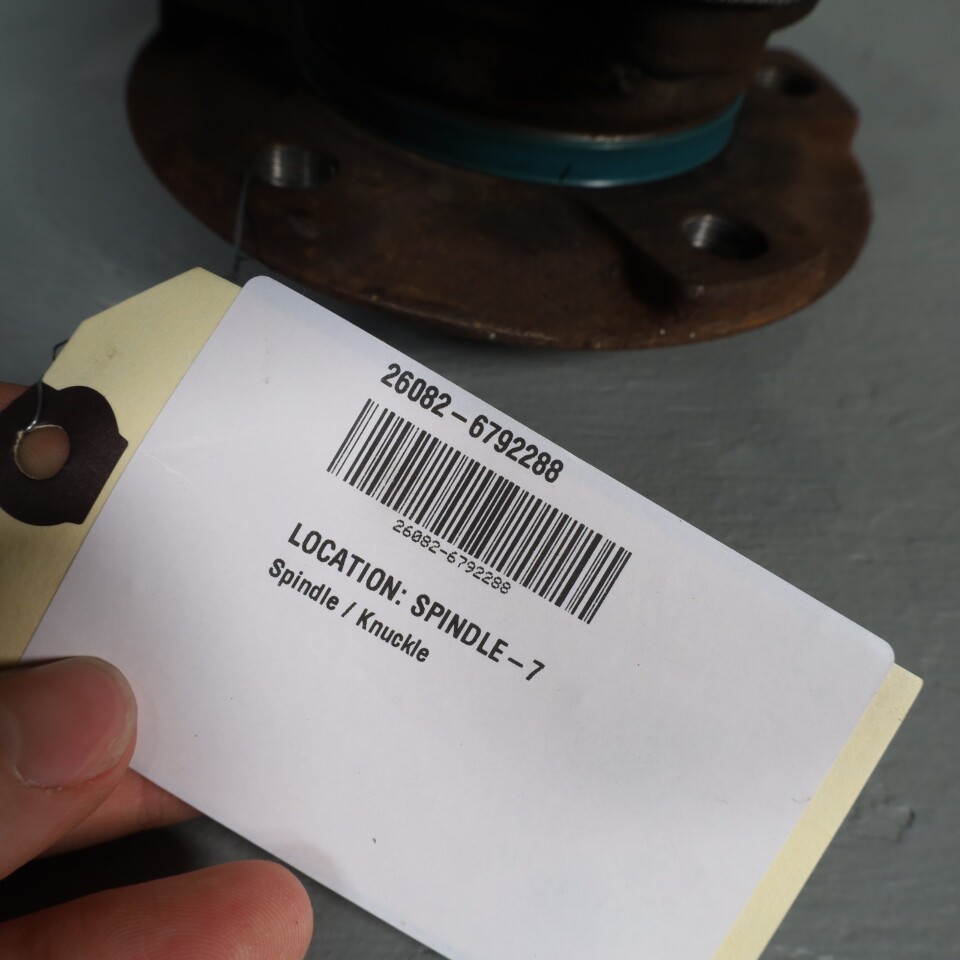 26082-6792288
26082-6792288
LOCATION: SPINDLE-7
Spindle / Knuckle